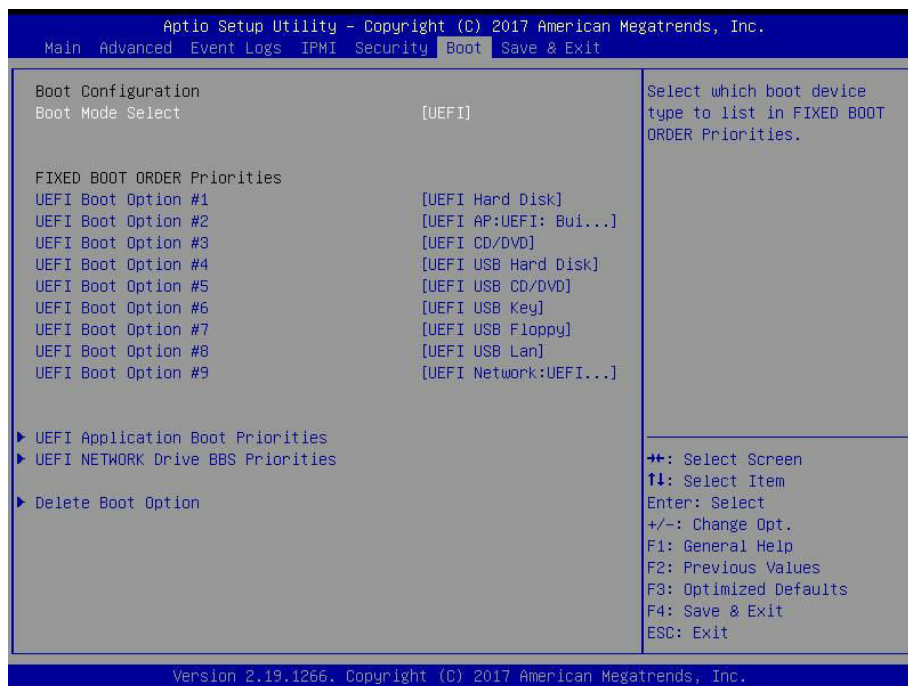 Aptio Setup Utility – Copyright (C) 2017 American Megatrends, Inc.
Main Advanced Event Logs IPMI Security Boot Save & Exit
Boot Configuration
Boot Mode Select [UEFI]
FIXED BOOT ORDER Priorities
UEFI Boot Option #1 [UEFI Hard Disk]
UEFI Boot Option #2 [UEFI AP:UEFI: Bui...]
UEFI Boot Option #3 [UEFI CD/DVD]
UEFI Boot Option #4 [UEFI USB Hard Disk]
UEFI Boot Option #5 [UEFI USB CD/DVD]
UEFI Boot Option #6 [UEFI USB Key]
UEFI Boot Option #7 [UEFI USB Floppy]
UEFI Boot Option #8 [UEFI USB Lan]
UEFI Boot Option #9 [UEFI Network:UEFI...]
▶ UEFI Application Boot Priorities
▶ UEFI NETWORK Drive BBS Priorities
▶ Delete Boot Option
Select which boot device
type to list in FIXED BOOT
ORDER Priorities.
→←: Select Screen
↑↓: Select Item
Enter: Select
+/-: Change Opt.
F1: General Help
F2: Previous Values
F3: Optimized Defaults
F4: Save & Exit
ESC: Exit
Version 2.19.1266. Copyright (C) 2017 American Megatrends, Inc.